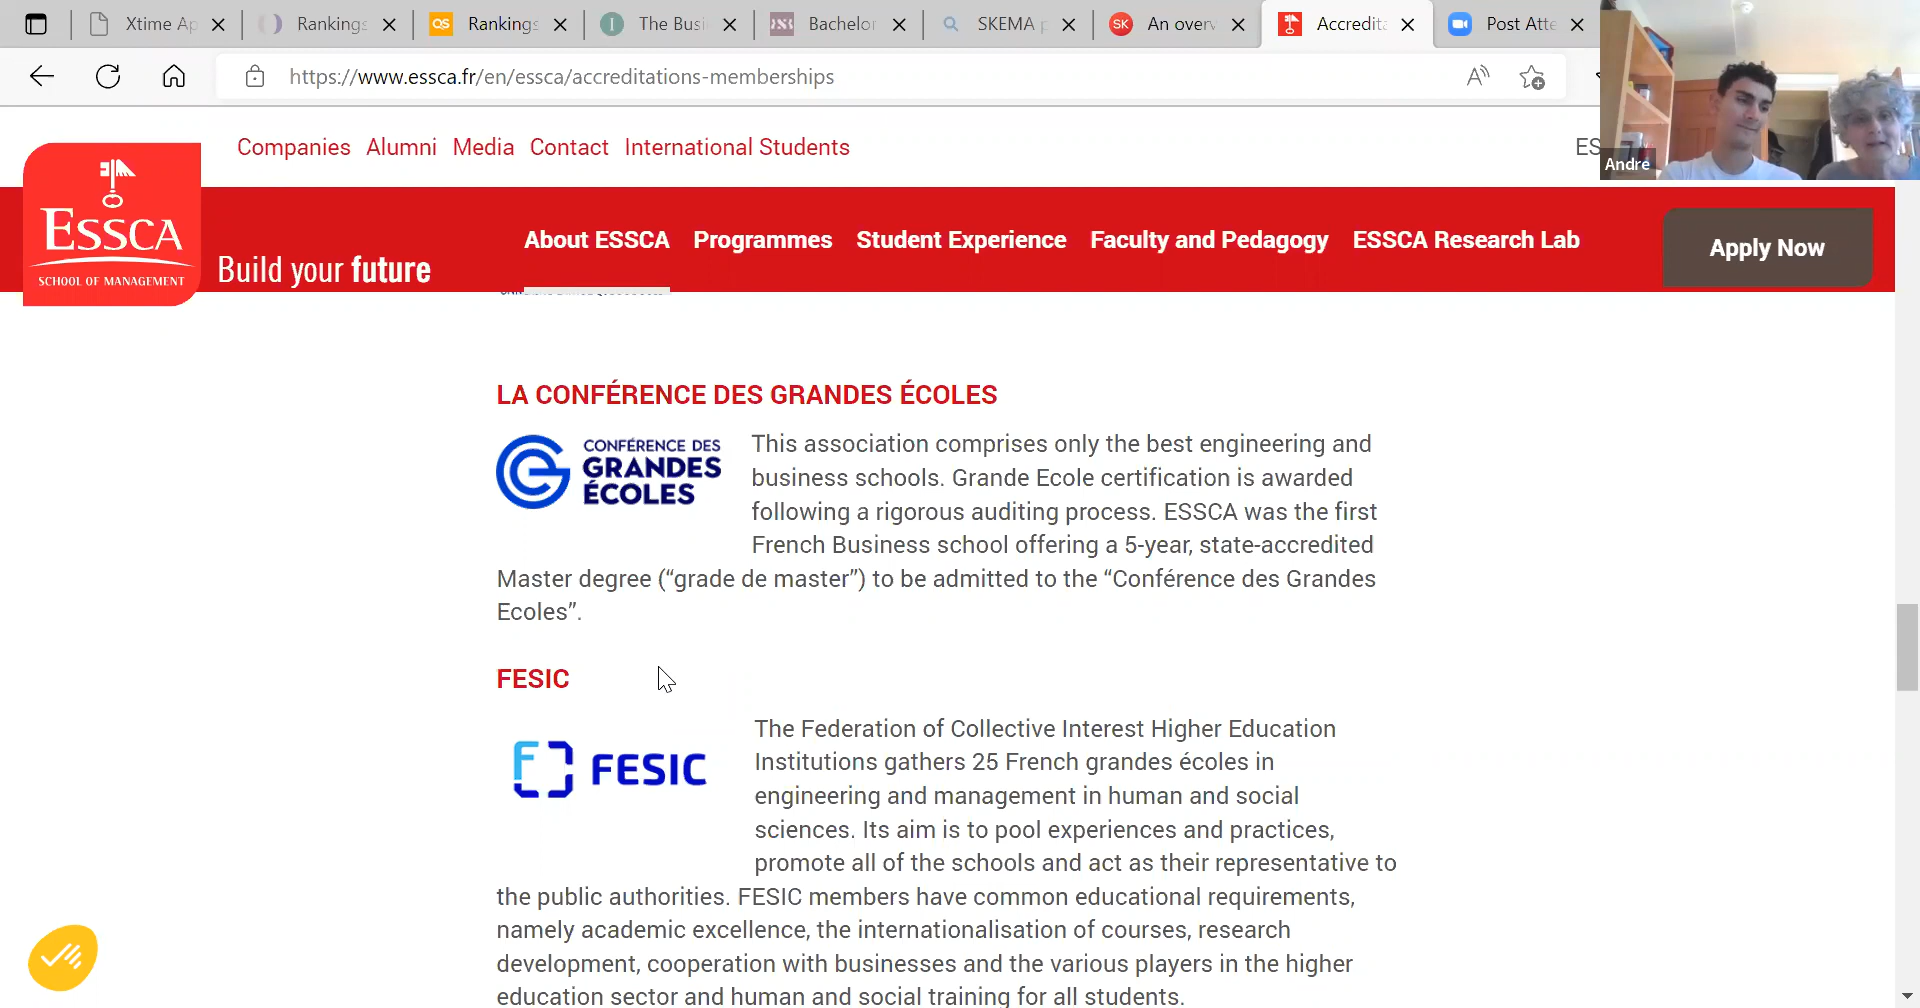 Xtime Ap
Rankings
QS
Rankings
I
The Busi
Bachelor
SKEMA p
SK
An overv
Accredita
Post Atte
https://www.essca.fr/en/essca/accreditations-memberships
Companies Alumni Media Contact International Students
ES
Andre
ESSCA
SCHOOL OF MANAGEMENT
Build your future
About ESSCA Programmes Student Experience Faculty and Pedagogy ESSCA Research Lab
Apply Now
LA CONFÉRENCE DES GRANDES ÉCOLES
CONFÉRENCE DES
GRANDES
ÉCOLES
This association comprises only the best engineering and
business schools. Grande Ecole certification is awarded
following a rigorous auditing process. ESSCA was the first
French Business school offering a 5-year, state-accredited
Master degree (“grade de master”) to be admitted to the “Conférence des Grandes
Ecoles”.
FESIC
FESIC
The Federation of Collective Interest Higher Education
Institutions gathers 25 French grandes écoles in
engineering and management in human and social
sciences. Its aim is to pool experiences and practices,
promote all of the schools and act as their representative to
the public authorities. FESIC members have common educational requirements,
namely academic excellence, the internationalisation of courses, research
development, cooperation with businesses and the various players in the higher
education sector and human and social training for all students.